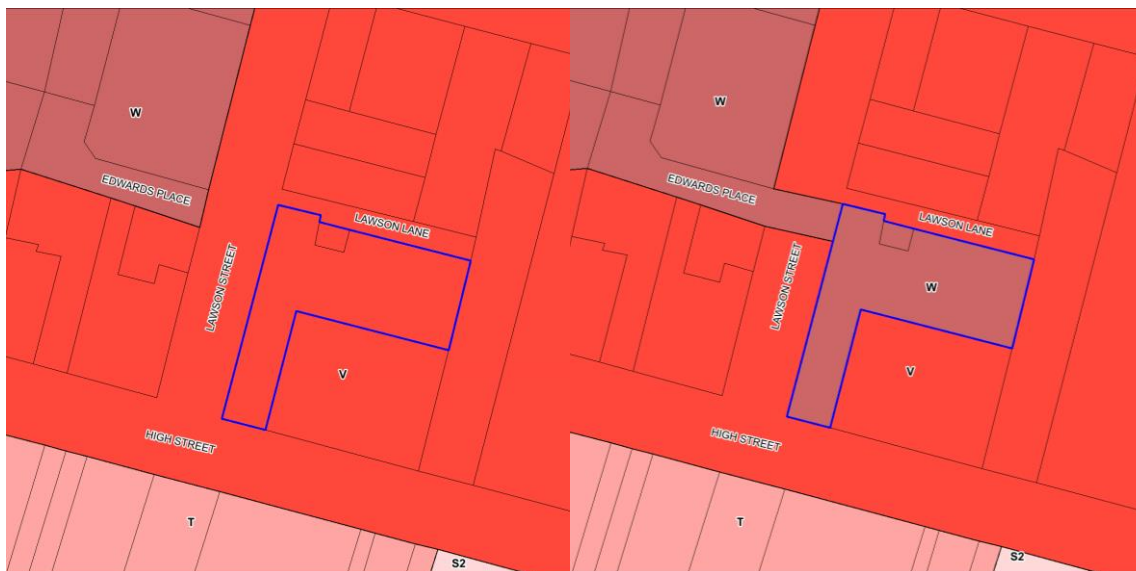 W
EDWARDS PLACE
LAWSON LANE
LAWSON STREET
V
HIGH STREET
T
S2
W
EDWARDS PLACE
LAWSON LANE
LAWSON STREET
W
V
HIGH STREET
T
S2